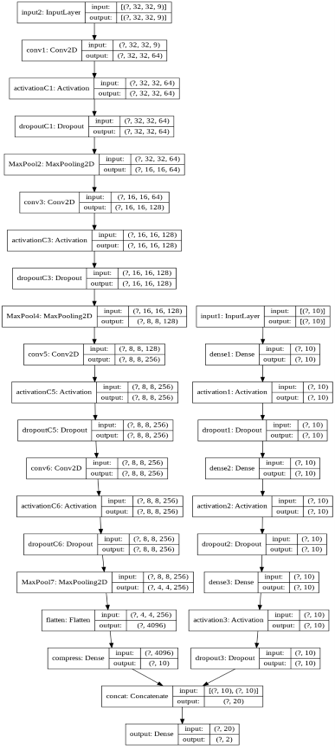 input2: InputLayer input: [(?, 32, 32, 9)]
output: [(?, 32, 32, 9)]
conv1: Conv2D input: (?, 32, 32, 9)
output: (?, 32, 32, 64)
activationC1: Activation input: (?, 32, 32, 64)
output: (?, 32, 32, 64)
dropoutC1: Dropout input: (?, 32, 32, 64)
output: (?, 32, 32, 64)
MaxPool2: MaxPooling2D input: (?, 32, 32, 64)
output: (?, 16, 16, 64)
conv3: Conv2D input: (?, 16, 16, 64)
output: (?, 16, 16, 128)
activationC3: Activation input: (?, 16, 16, 128)
output: (?, 16, 16, 128)
dropoutC3: Dropout input: (?, 16, 16, 128)
output: (?, 16, 16, 128)
MaxPool4: MaxPooling2D input: (?, 16, 16, 128)
output: (?, 8, 8, 128)
conv5: Conv2D input: (?, 8, 8, 128)
output: (?, 8, 8, 256)
activationC5: Activation input: (?, 8, 8, 256)
output: (?, 8, 8, 256)
dropoutC5: Dropout input: (?, 8, 8, 256)
output: (?, 8, 8, 256)
conv6: Conv2D input: (?, 8, 8, 256)
output: (?, 8, 8, 256)
activationC6: Activation input: (?, 8, 8, 256)
output: (?, 8, 8, 256)
dropoutC6: Dropout input: (?, 8, 8, 256)
output: (?, 8, 8, 256)
MaxPool7: MaxPooling2D input: (?, 8, 8, 256)
output: (?, 4, 4, 256)
flatten: Flatten input: (?, 4, 4, 256)
output: (?, 4096)
compress: Dense input: (?, 4096)
output: (?, 10)
input1: InputLayer input: [(?, 10)]
output: [(?, 10)]
dense1: Dense input: (?, 10)
output: (?, 10)
activation1: Activation input: (?, 10)
output: (?, 10)
dropout1: Dropout input: (?, 10)
output: (?, 10)
dense2: Dense input: (?, 10)
output: (?, 10)
activation2: Activation input: (?, 10)
output: (?, 10)
dropout2: Dropout input: (?, 10)
output: (?, 10)
dense3: Dense input: (?, 10)
output: (?, 10)
activation3: Activation input: (?, 10)
output: (?, 10)
dropout3: Dropout input: (?, 10)
output: (?, 10)
concat: Concatenate input: [(?, 10), (?, 10)]
output: (?, 20)
output: Dense input: (?, 20)
output: (?, 2)